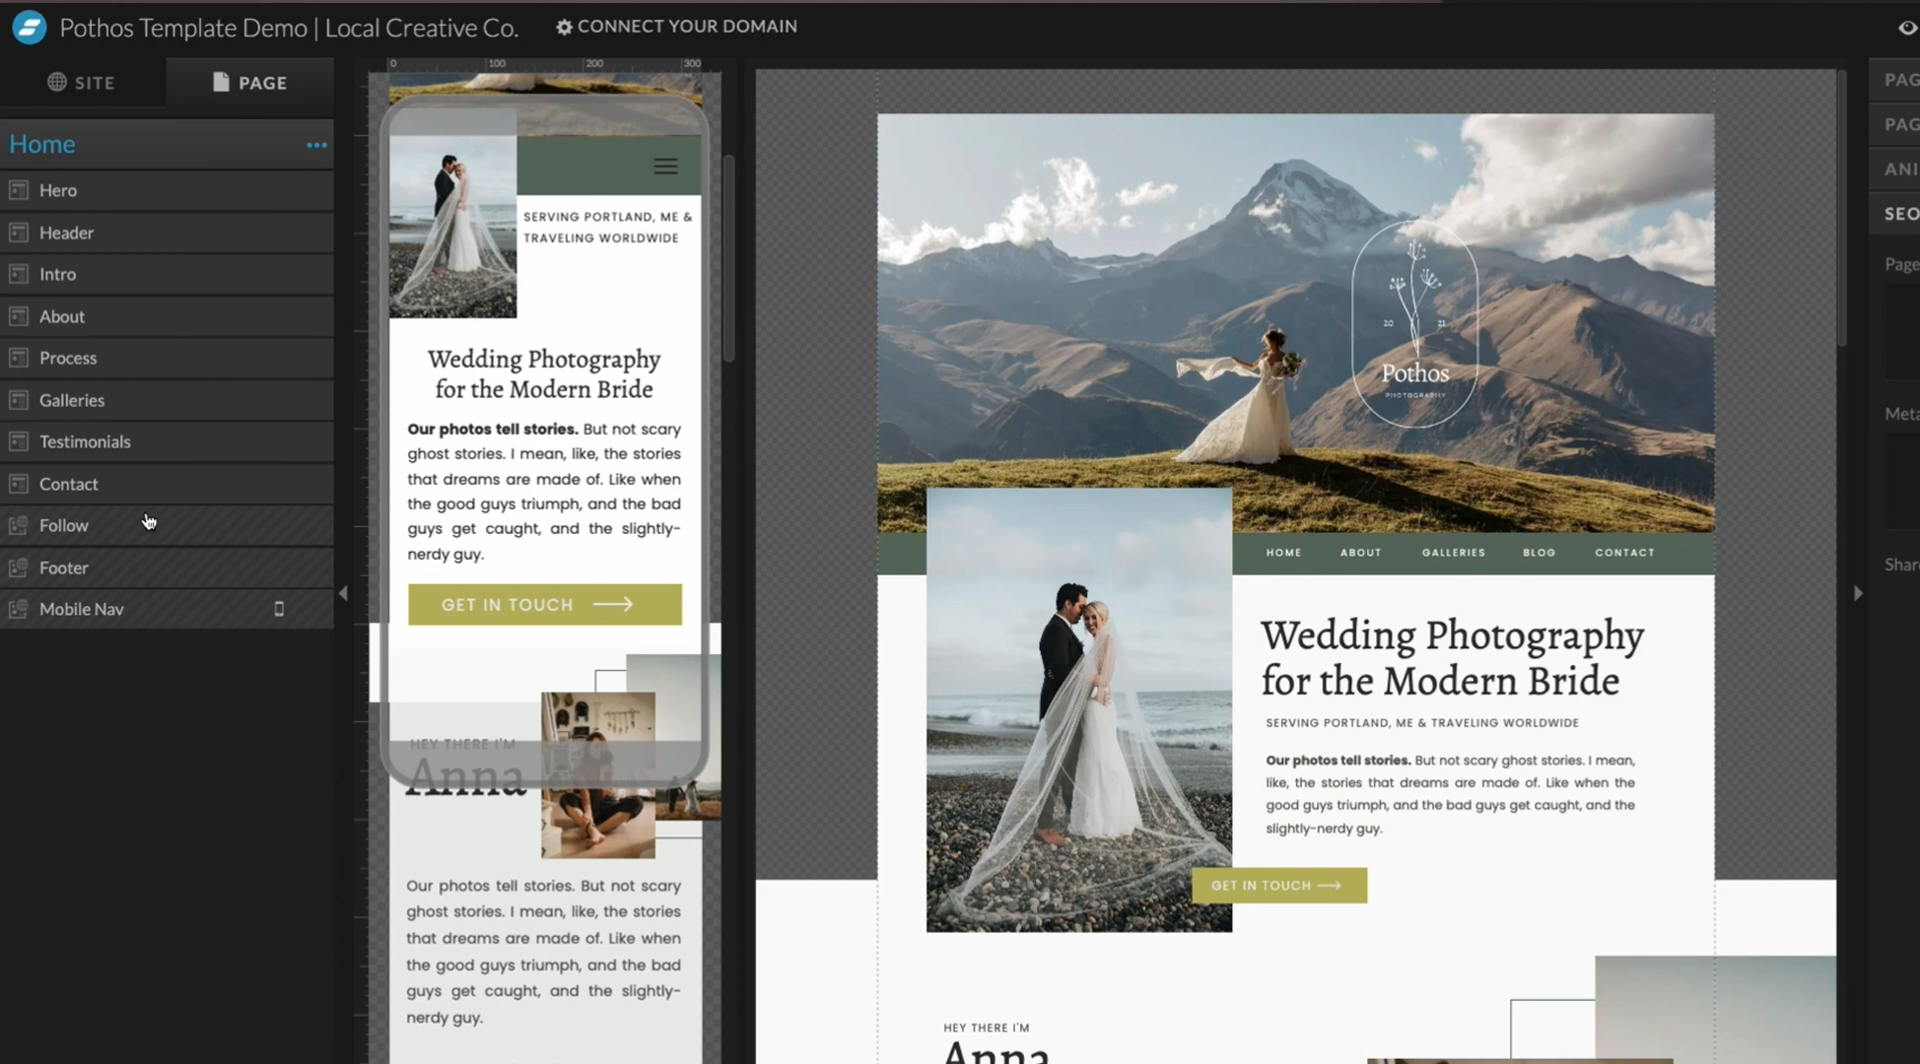 Pothos Template Demo | Local Creative Co.
CONNECT YOUR DOMAIN
SITE
PAGE
Home
Hero
Header
Intro
About
Process
Galleries
Testimonials
Contact
Follow
Footer
Mobile Nav
0 100 200 300
SERVING PORTLAND, ME &
TRAVELING WORLDWIDE
Wedding Photography
for the Modern Bride
Our photos tell stories. But not scary
ghost stories. I mean, like, the stories
that dreams are made of. Like when
the good guys triumph, and the bad
guys get caught, and the slightly-
nerdy guy.
GET IN TOUCH
HEY THERE I'M
Anna
Our photos tell stories. But not scary
ghost stories. I mean, like, the stories
that dreams are made of. Like when
the good guys triumph, and the bad
guys get caught, and the slightly-
nerdy guy.
20 21
Pothos
PHOTOGRAPHY
HOME ABOUT GALLERIES BLOG CONTACT
Wedding Photography
for the Modern Bride
SERVING PORTLAND, ME & TRAVELING WORLDWIDE
Our photos tell stories. But not scary ghost stories. I mean,
like, the stories that dreams are made of. Like when the
good guys triumph, and the bad guys get caught, and the
slightly-nerdy guy.
GET IN TOUCH
HEY THERE I'M
Anna
PAG
PAG
ANI
SEO
Page
Meta
Shar